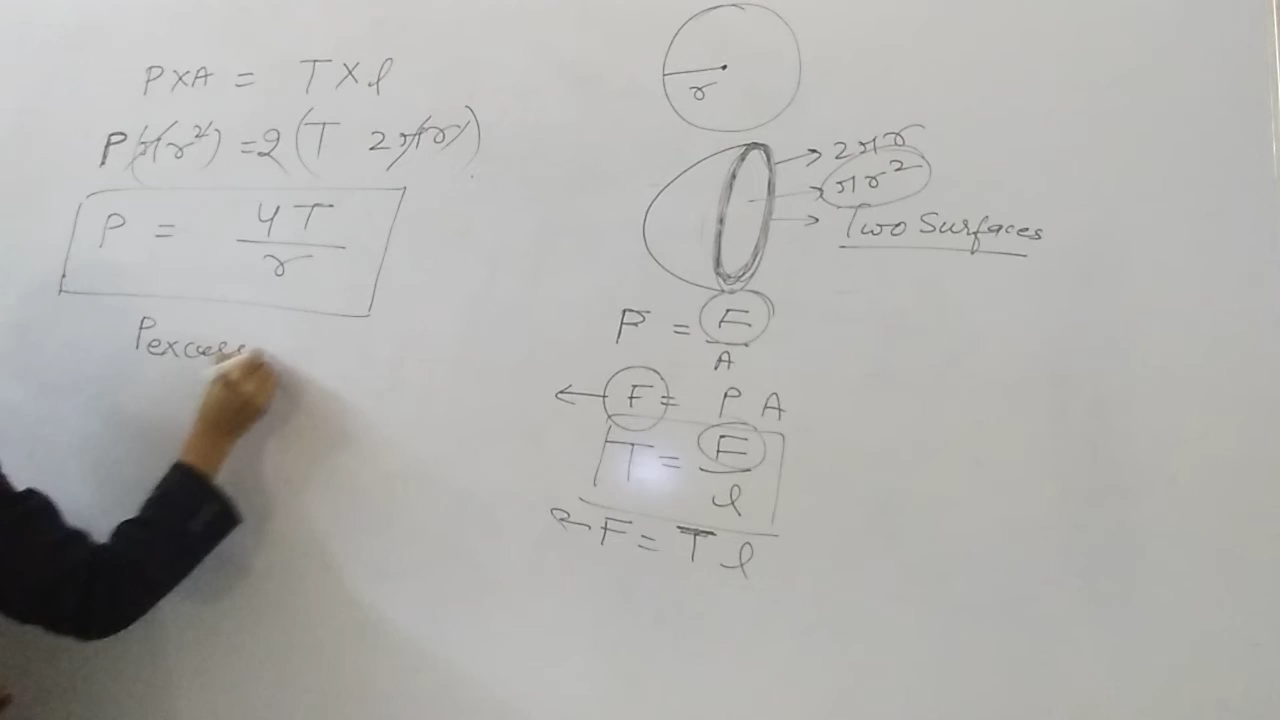 P×A = T×l
P(πr²) = 2(T 2πr)
P = 4T/r
Pexcess
r
2πr
πr²
Two Surfaces
P = F/A
F = P A
T = F/l
F = T l